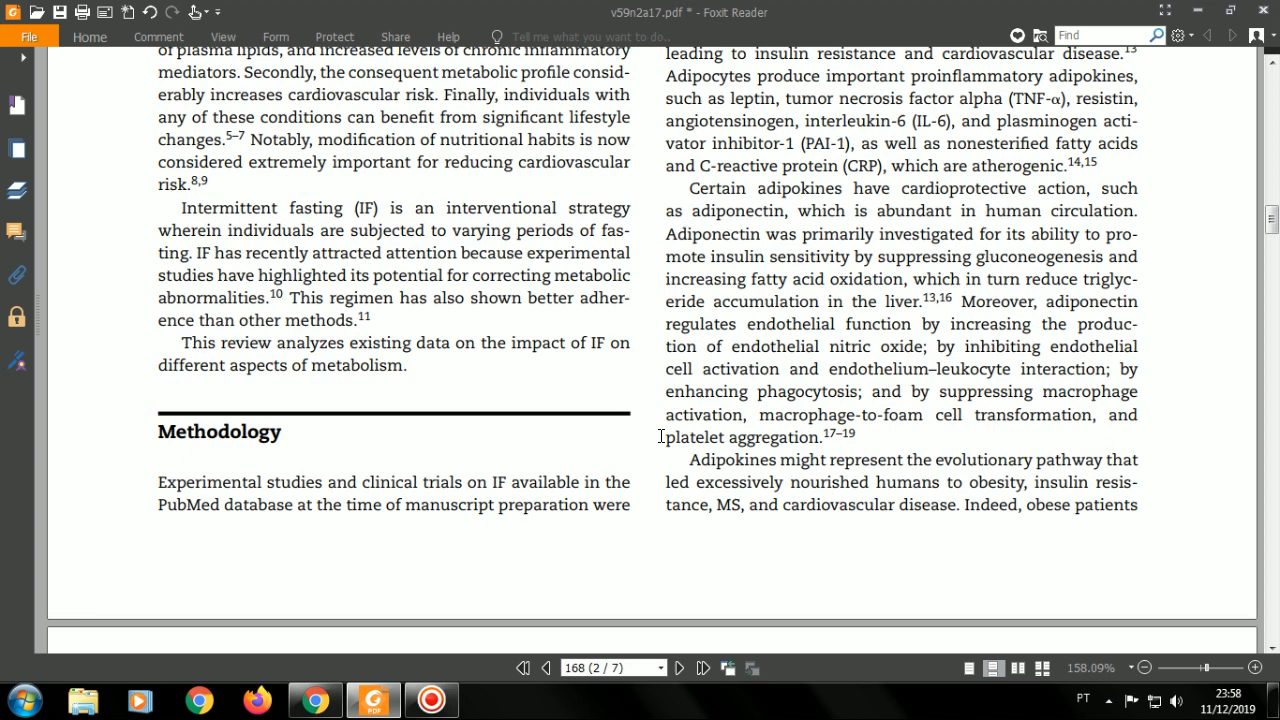 v59n2a17.pdf * - Foxit Reader
File Home Comment View Form Protect Share Help Tell me what you want to do.. Find
of plasma lipids, and increased levels of chronic inflammatory
mediators. Secondly, the consequent metabolic profile consid-
erably increases cardiovascular risk. Finally, individuals with
any of these conditions can benefit from significant lifestyle
changes.5–7 Notably, modification of nutritional habits is now
considered extremely important for reducing cardiovascular
risk.8,9
Intermittent fasting (IF) is an interventional strategy
wherein individuals are subjected to varying periods of fas-
ting. IF has recently attracted attention because experimental
studies have highlighted its potential for correcting metabolic
abnormalities.10 This regimen has also shown better adher-
ence than other methods.11
This review analyzes existing data on the impact of IF on
different aspects of metabolism.
Methodology
Experimental studies and clinical trials on IF available in the
PubMed database at the time of manuscript preparation were
leading to insulin resistance and cardiovascular disease.13
Adipocytes produce important proinflammatory adipokines,
such as leptin, tumor necrosis factor alpha (TNF-α), resistin,
angiotensinogen, interleukin-6 (IL-6), and plasminogen acti-
vator inhibitor-1 (PAI-1), as well as nonesterified fatty acids
and C-reactive protein (CRP), which are atherogenic.14,15
Certain adipokines have cardioprotective action, such
as adiponectin, which is abundant in human circulation.
Adiponectin was primarily investigated for its ability to pro-
mote insulin sensitivity by suppressing gluconeogenesis and
increasing fatty acid oxidation, which in turn reduce triglyc-
eride accumulation in the liver.13,16 Moreover, adiponectin
regulates endothelial function by increasing the produc-
tion of endothelial nitric oxide; by inhibiting endothelial
cell activation and endothelium–leukocyte interaction; by
enhancing phagocytosis; and by suppressing macrophage
activation, macrophage-to-foam cell transformation, and
platelet aggregation.17–19
Adipokines might represent the evolutionary pathway that
led excessively nourished humans to obesity, insulin resis-
tance, MS, and cardiovascular disease. Indeed, obese patients
168 (2 / 7)
158.09%
PDF
PT
23:58
11/12/2019